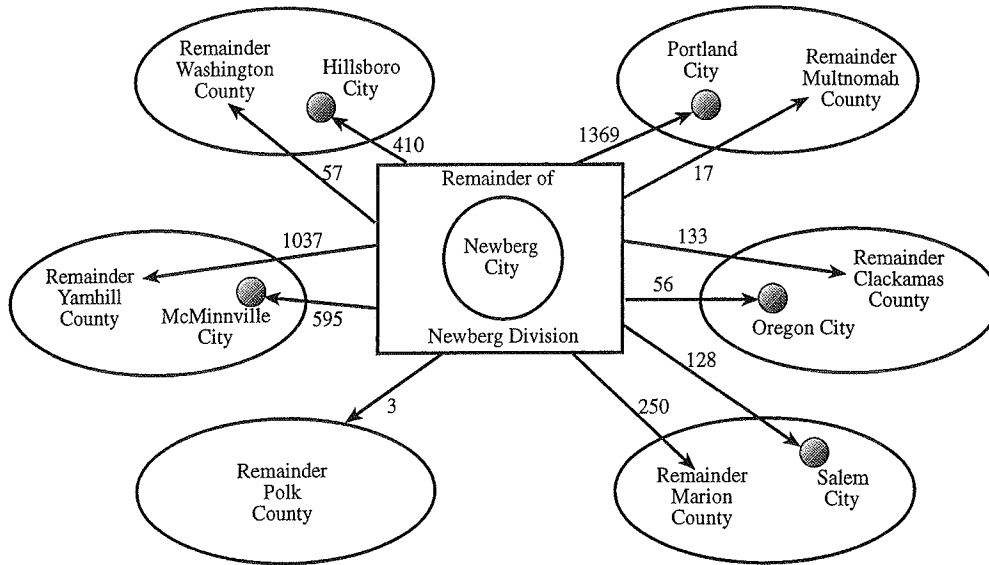 Remainder
Washington
County
Hillsboro
City
Portland
City
Remainder
Multnomah
County
410
57
1369
17
Remainder of
Newberg
City
Newberg Division
1037
Remainder
Yamhill
County
McMinnville
City
595
133
Remainder
Clackamas
County
56
Oregon City
128
3
250
Remainder
Polk
County
Remainder
Marion
County
Salem
City